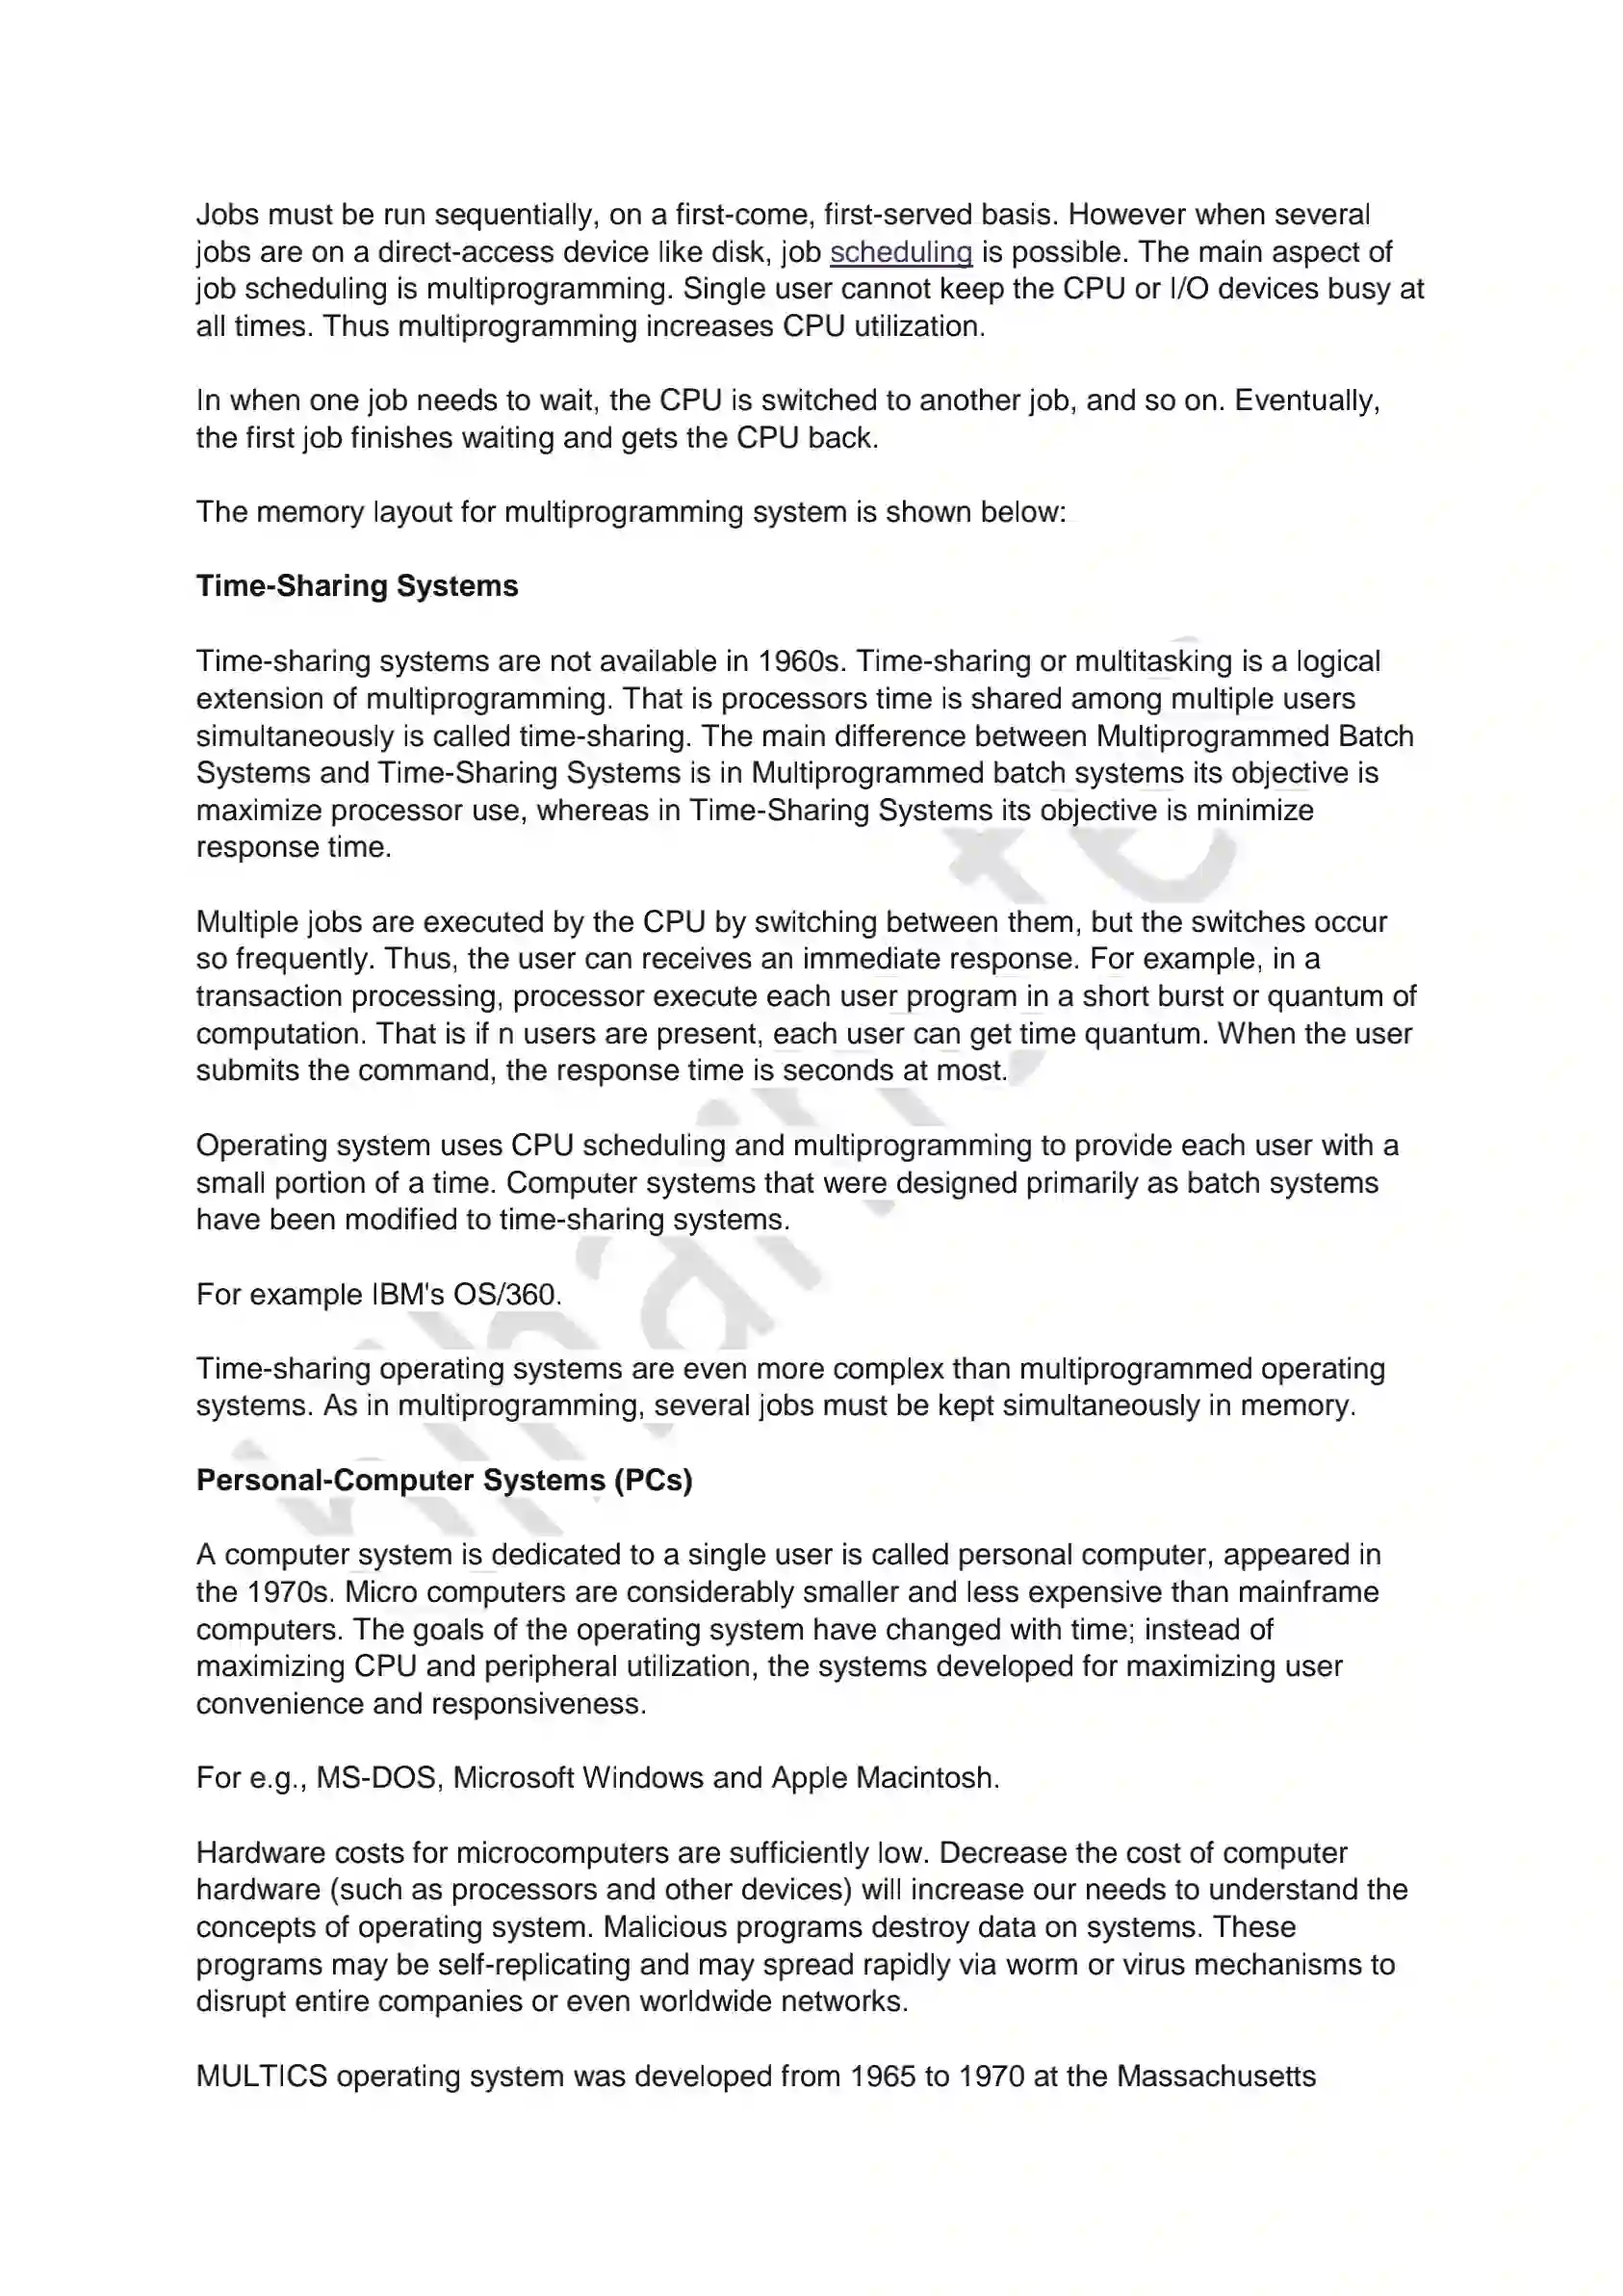 Jobs must be run sequentially, on a first-come, first-served basis. However when several
jobs are on a direct-access device like disk, job scheduling is possible. The main aspect of
job scheduling is multiprogramming. Single user cannot keep the CPU or I/O devices busy at
all times. Thus multiprogramming increases CPU utilization.
In when one job needs to wait, the CPU is switched to another job, and so on. Eventually,
the first job finishes waiting and gets the CPU back.
The memory layout for multiprogramming system is shown below:
Time-Sharing Systems
Time-sharing systems are not available in 1960s. Time-sharing or multitasking is a logical
extension of multiprogramming. That is processors time is shared among multiple users
simultaneously is called time-sharing. The main difference between Multiprogrammed Batch
Systems and Time-Sharing Systems is in Multiprogrammed batch systems its objective is
maximize processor use, whereas in Time-Sharing Systems its objective is minimize
response time.
Multiple jobs are executed by the CPU by switching between them, but the switches occur
so frequently. Thus, the user can receives an immediate response. For example, in a
transaction processing, processor execute each user program in a short burst or quantum of
computation. That is if n users are present, each user can get time quantum. When the user
submits the command, the response time is seconds at most.
Operating system uses CPU scheduling and multiprogramming to provide each user with a
small portion of a time. Computer systems that were designed primarily as batch systems
have been modified to time-sharing systems.
For example IBM's OS/360.
Time-sharing operating systems are even more complex than multiprogrammed operating
systems. As in multiprogramming, several jobs must be kept simultaneously in memory.
Personal-Computer Systems (PCs)
A computer system is dedicated to a single user is called personal computer, appeared in
the 1970s. Micro computers are considerably smaller and less expensive than mainframe
computers. The goals of the operating system have changed with time; instead of
maximizing CPU and peripheral utilization, the systems developed for maximizing user
convenience and responsiveness.
For e.g., MS-DOS, Microsoft Windows and Apple Macintosh.
Hardware costs for microcomputers are sufficiently low. Decrease the cost of computer
hardware (such as processors and other devices) will increase our needs to understand the
concepts of operating system. Malicious programs destroy data on systems. These
programs may be self-replicating and may spread rapidly via worm or virus mechanisms to
disrupt entire companies or even worldwide networks.
MULTICS operating system was developed from 1965 to 1970 at the Massachusetts